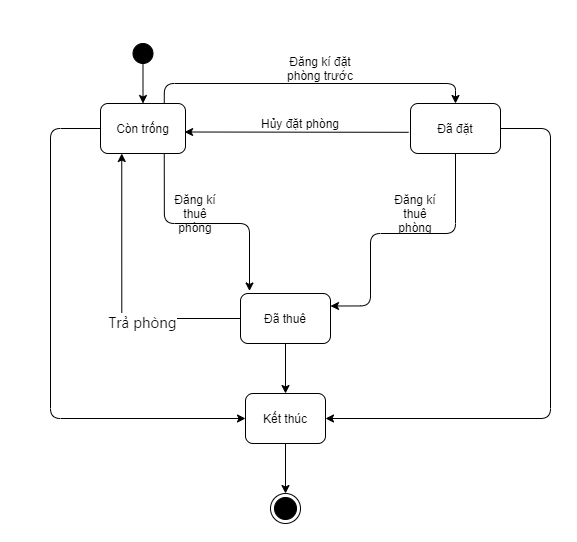 Đăng kí đặt
phòng trước
Còn trống
Hủy đặt phòng
Đã đặt
Đăng kí
thuê
phòng
Đăng kí
thuê
phòng
Trả phòng
Đã thuê
Kết thúc